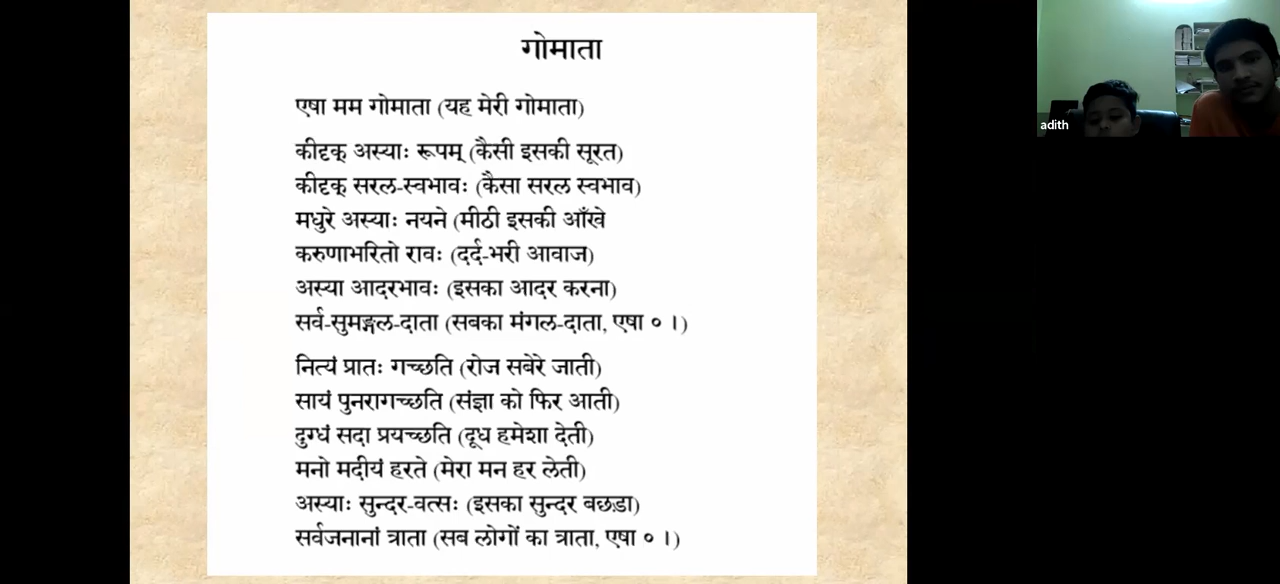 गोमाता
एषा मम गोमाता (यह मेरी गोमाता)
कीदृक् अस्याः रूपम् (कैसी इसकी सूरत)
कीदृक् सरल-स्वभावः (कैसा सरल स्वभाव)
मधुरे अस्याः नयने (मीठी इसकी आँखे
करुणाभरितो रावः (दर्द-भरी आवाज)
अस्या आदरभावः (इसका आदर करना)
सर्व-सुमङ्गल-दाता (सबका मंगल-दाता, एषा ० ।)
नित्यं प्रातः गच्छति (रोज सबेरे जाती)
सायं पुनरागच्छति (संज्ञा को फिर आती)
दुग्धं सदा प्रयच्छति (दूध हमेशा देती)
मनो मदीयं हरते (मेरा मन हर लेती)
अस्याः सुन्दर-वत्सः (इसका सुन्दर बछडा)
सर्वजनानां त्राता (सब लोगों का त्राता, एषा ० ।)
adith